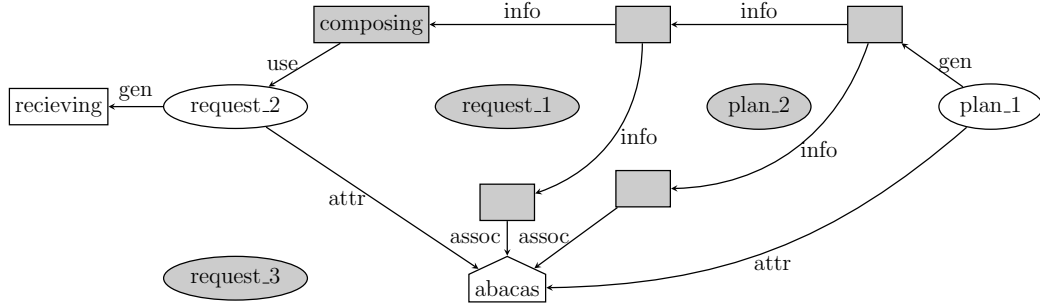 composing
info
info
use
gen
recieving
gen
request_2
request_1
plan_2
plan_1
info
info
attr
assoc
assoc
attr
request_3
abacas